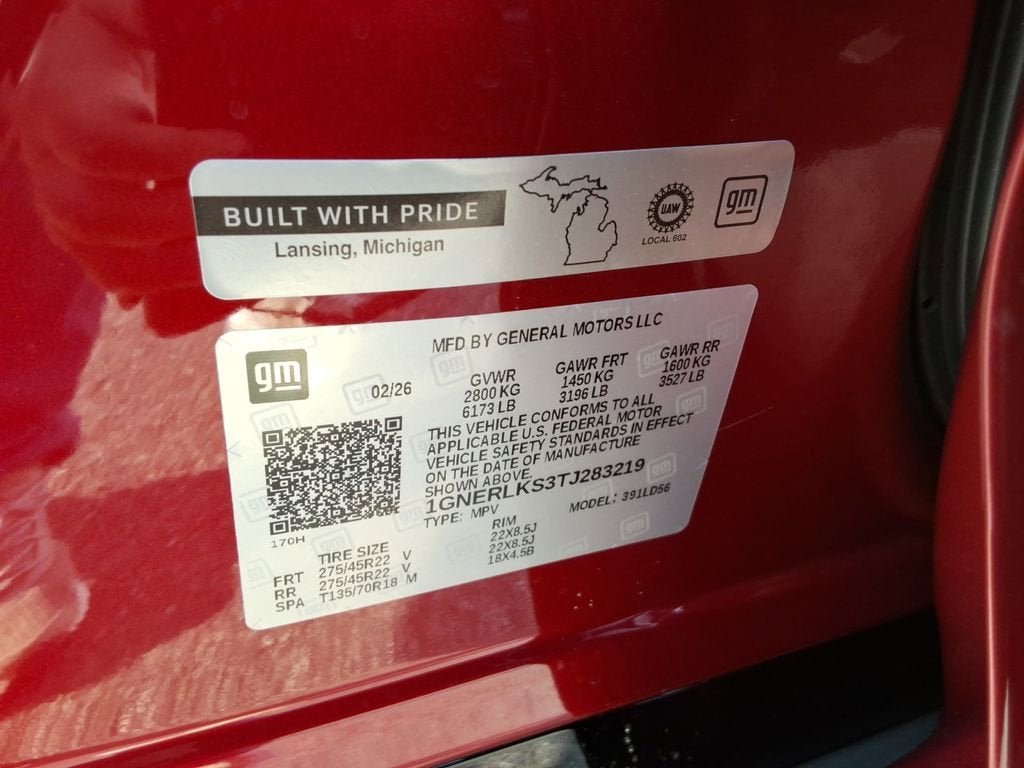 BUILT WITH PRIDE
Lansing, Michigan
UAW
LOCAL 602
gm
MFD BY GENERAL MOTORS LLC
gm
02/26
GVWR
2800 KG
6173 LB
GAWR FRT
1450 KG
3196 LB
GAWR RR
1600 KG
3527 LB
THIS VEHICLE CONFORMS TO ALL
APPLICABLE U.S. FEDERAL MOTOR
VEHICLE SAFETY STANDARDS IN EFFECT
ON THE DATE OF MANUFACTURE
SHOWN ABOVE.
1GNERLKS3TJ283219
TYPE: MPV MODEL: 391LD56
170H
TIRE SIZE RIM
FRT 275/45R22 V 22X8.5J
RR 275/45R22 V 22X8.5J
SPA T135/70R18 M 18X4.5B